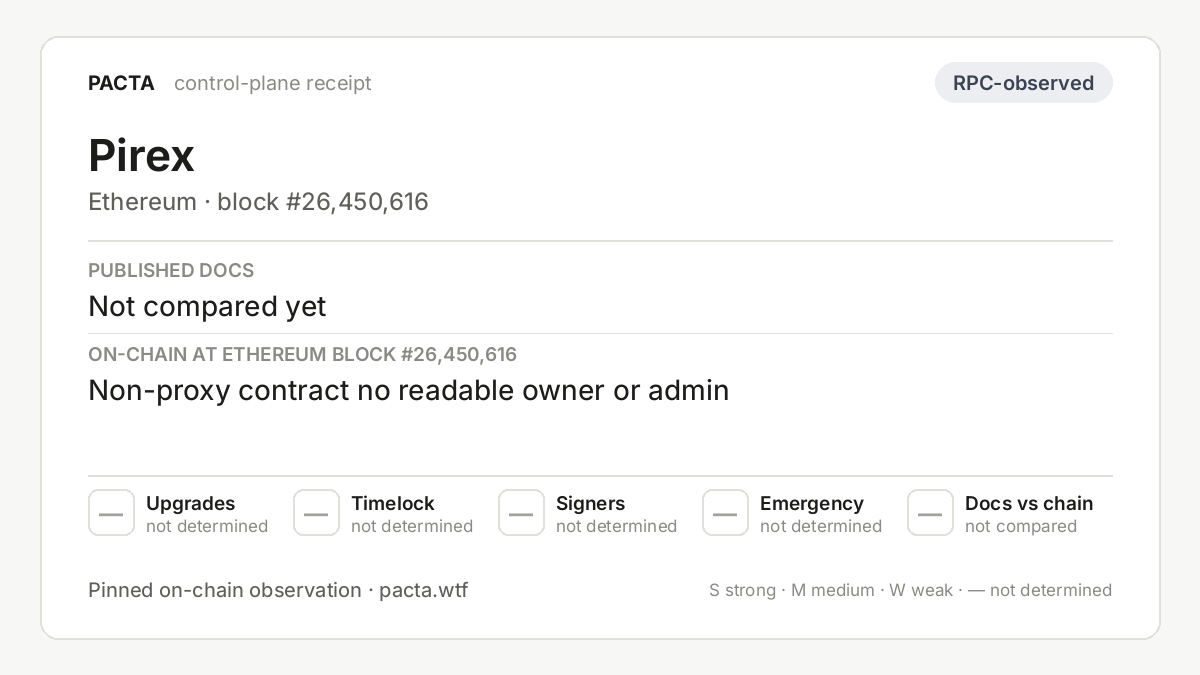 PACTA control-plane receipt RPC-observed
Pirex
Ethereum · block #26,450,616
PUBLISHED DOCS
Not compared yet
ON-CHAIN AT ETHEREUM BLOCK #26,450,616
Non-proxy contract no readable owner or admin
— Upgrades — Timelock — Signers — Emergency — Docs vs chain
not determined not determined not determined not determined not compared
Pinned on-chain observation · pacta.wtf S strong · M medium · W weak · — not determined